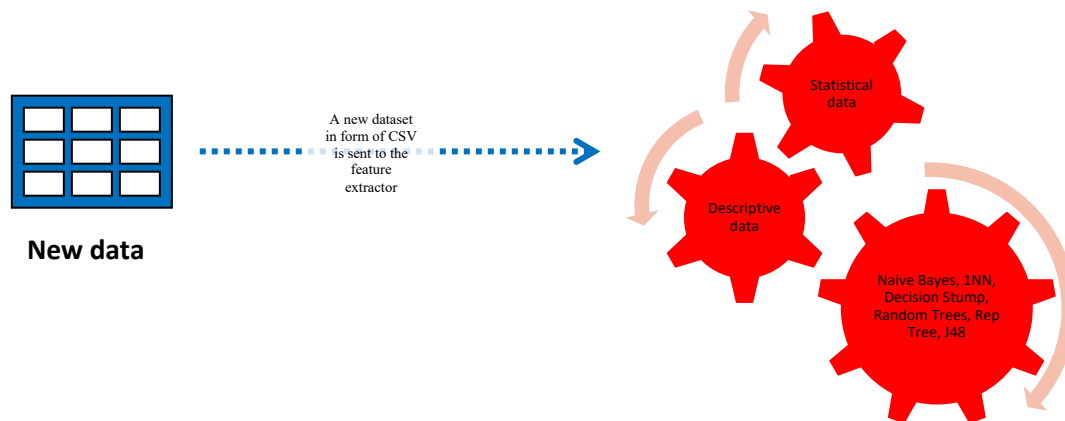 New data
A new dataset
in form of CSV
is sent to the
feature
extractor
Statistical
data
Descriptive
data
Naive Bayes, 1NN,
Decision Stump,
Random Trees, Rep
Tree, J48